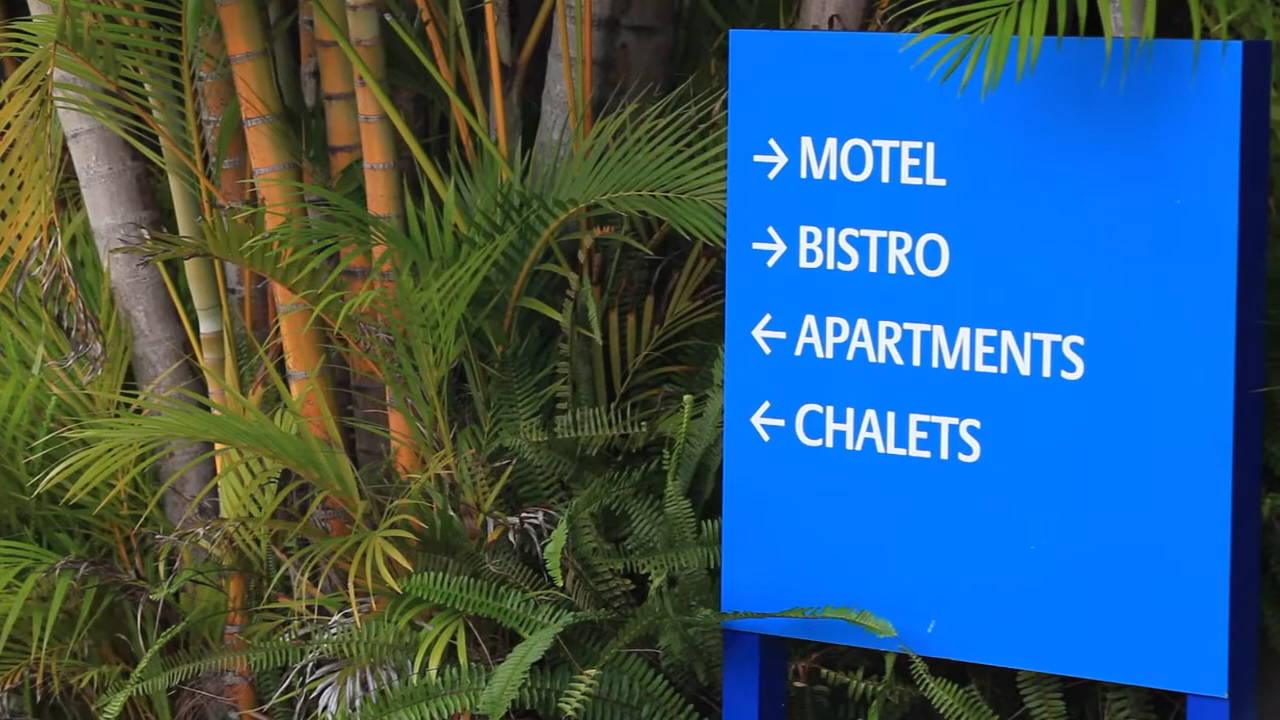 → MOTEL
→ BISTRO
← APARTMENTS
← CHALETS